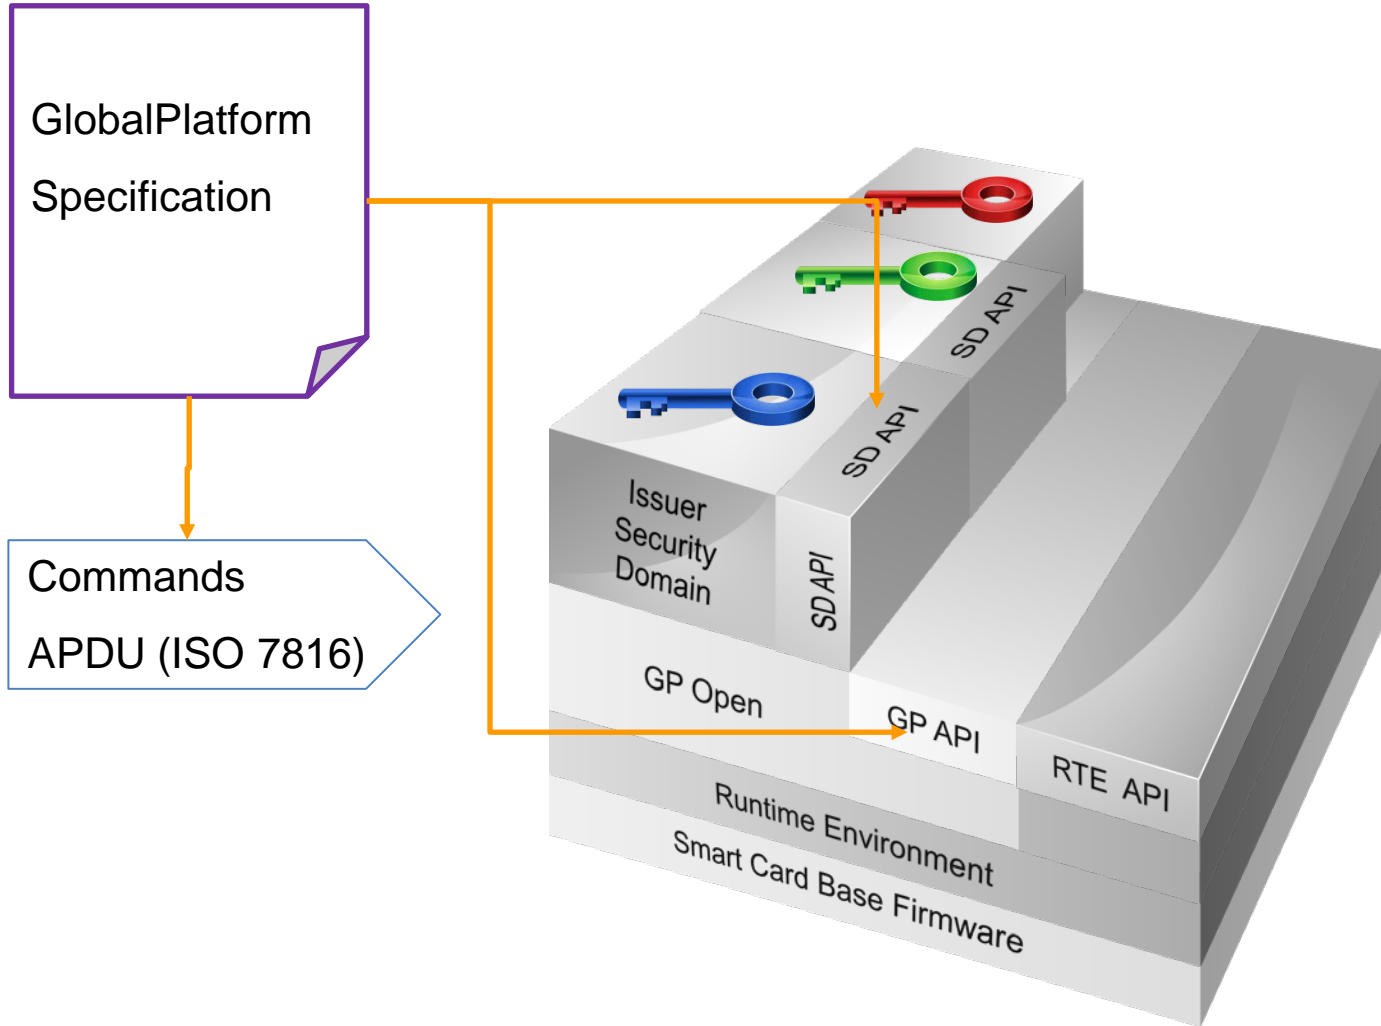 GlobalPlatform
Specification
Commands
APDU (ISO 7816)
SD API
SD API
Issuer
Security
Domain
SD API
GP Open
GP API
RTE API
Runtime Environment
Smart Card Base Firmware